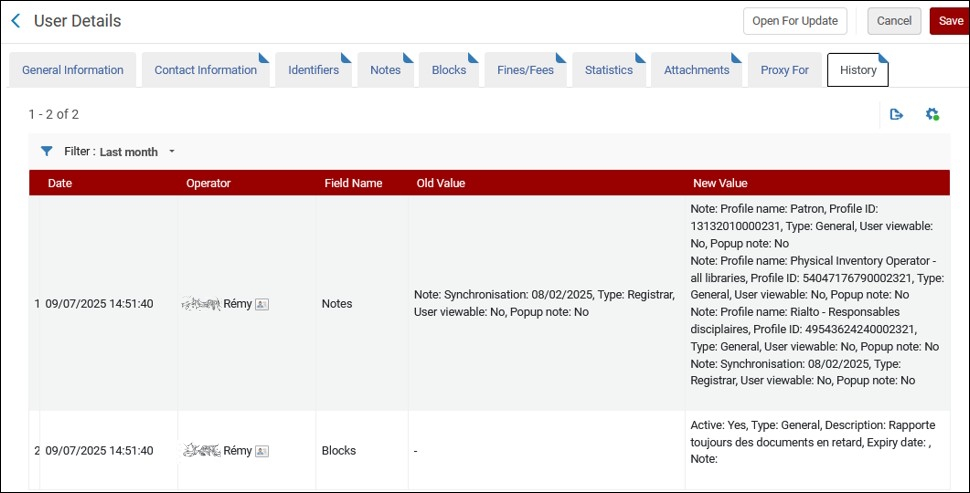 User Details
Open For Update
Cancel
Save
General Information
Contact Information
Identifiers
Notes
Blocks
Fines/Fees
Statistics
Attachments
Proxy For
History
1 - 2 of 2
Filter : Last month
Date
Operator
Field Name
Old Value
New Value
1
09/07/2025 14:51:40
Rémy
Notes
Note: Synchronisation: 08/02/2025, Type: Registrar,
User viewable: No, Popup note: No
Note: Profile name: Patron, Profile ID:
13132010000231, Type: General, User viewable:
No, Popup note: No
Note: Profile name: Physical Inventory Operator -
all libraries, Profile ID: 54047176790002321, Type:
General, User viewable: No, Popup note: No
Note: Profile name: Rialto - Responsables
disciplaires, Profile ID: 49543624240002321,
Type: General, User viewable: No, Popup note: No
Note: Synchronisation: 08/02/2025, Type:
Registrar, User viewable: No, Popup note: No
2
09/07/2025 14:51:40
Rémy
Blocks
-
Active: Yes, Type: General, Description: Rapporte
toujours des documents en retard, Expiry date: ,
Note: